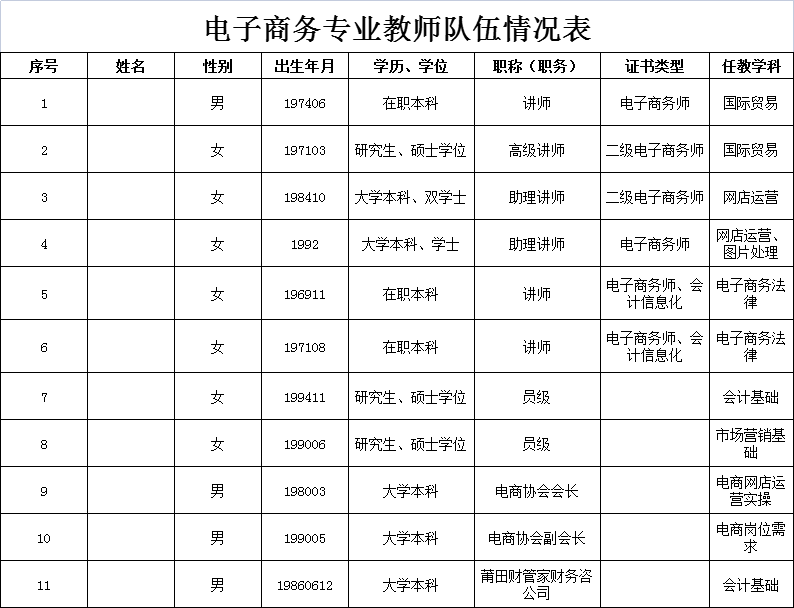 电子商务专业教师队伍情况表
序号 姓名 性别 出生年月 学历、学位 职称（职务） 证书类型 任教学科
1 男 197406 在职本科 讲师 电子商务师 国际贸易
2 女 197103 研究生、硕士学位 高级讲师 二级电子商务师 国际贸易
3 女 198410 大学本科、双学士 助理讲师 二级电子商务师 网店运营
4 女 1992 大学本科、学士 助理讲师 电子商务师 网店运营、
图片处理
5 女 196911 在职本科 讲师 电子商务师、会 电子商务法
计信息化 律
6 女 197108 在职本科 讲师 电子商务师、会 电子商务法
计信息化 律
7 女 199411 研究生、硕士学位 员级 会计基础
8 女 199006 研究生、硕士学位 员级 市场营销基
础
9 男 198003 大学本科 电商协会会长 电商网店运
营实操
10 男 199005 大学本科 电商协会副会长 电商岗位需
求
11 男 19860612 大学本科 莆田财管家财务咨 会计基础
公司